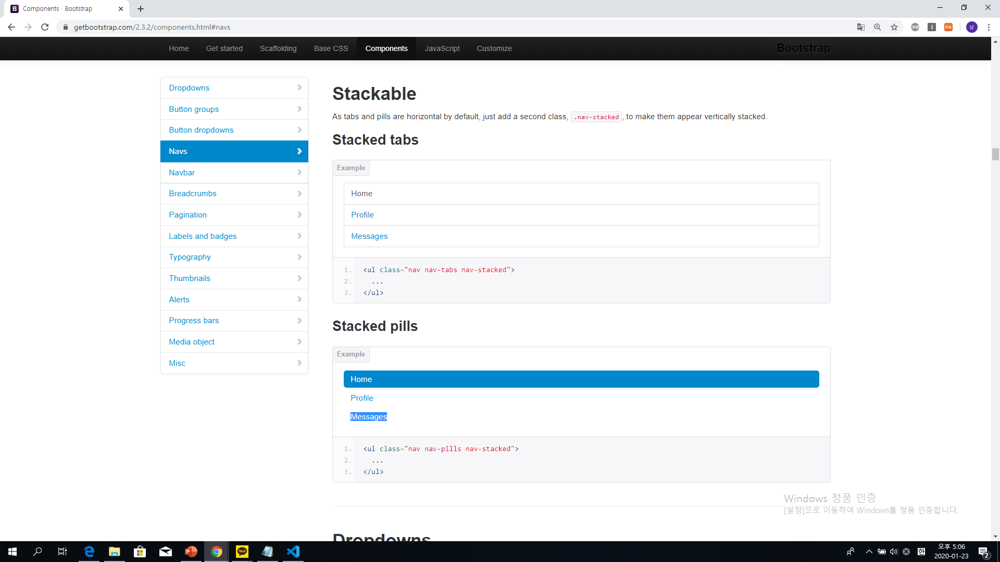 Components · Bootstrap
getbootstrap.com/2.3.2/components.html#navs
Home Get started Scaffolding Base CSS Components JavaScript Customize Bootstrap
Dropdowns
Button groups
Button dropdowns
Navs
Navbar
Breadcrumbs
Pagination
Labels and badges
Typography
Thumbnails
Alerts
Progress bars
Media object
Misc
Stackable
As tabs and pills are horizontal by default, just add a second class, .nav-stacked, to make them appear vertically stacked.
Stacked tabs
Example
Home
Profile
Messages
1. <ul class="nav nav-tabs nav-stacked">
2. ...
3. </ul>
Stacked pills
Example
Home
Profile
Messages
1. <ul class="nav nav-pills nav-stacked">
2. ...
3. </ul>
Dropdowns
Windows 정품 인증
[설정]으로 이동하여 Windows를 정품 인증합니다.
오후 5:06
2020-01-23